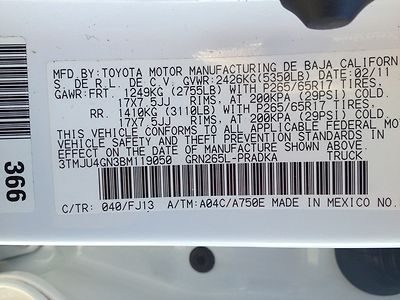 MFD.BY:TOYOTA MOTOR MANUFACTURING DE BAJA CALIFORN
S. DE R.L. DE C.V. GVWR:2426KG(5350LB) DATE:02/11
GAWR:FRT. 1249KG (2755LB) WITH P265/65R17 TIRES,
17X7.5JJ RIMS, AT 200KPA (29PSI) COLD.
RR. 1410KG (3110LB) WITH P265/65R17 TIRES,
17X7.5JJ RIMS, AT 200KPA (29PSI) COLD.
THIS VEHICLE CONFORMS TO ALL APPLICABLE FEDERAL MOTO
VEHICLE SAFETY AND THEFT PREVENTION STANDARDS IN
EFFECT ON THE DATE OF MANUFACTURE SHOWN ABOVE.
3TMJU4GN3BM119050 GRN265L-PRADKA TRUCK
C/TR: 040/FJ13 A/TM:A04C/A750E MADE IN MEXICO NO.
366